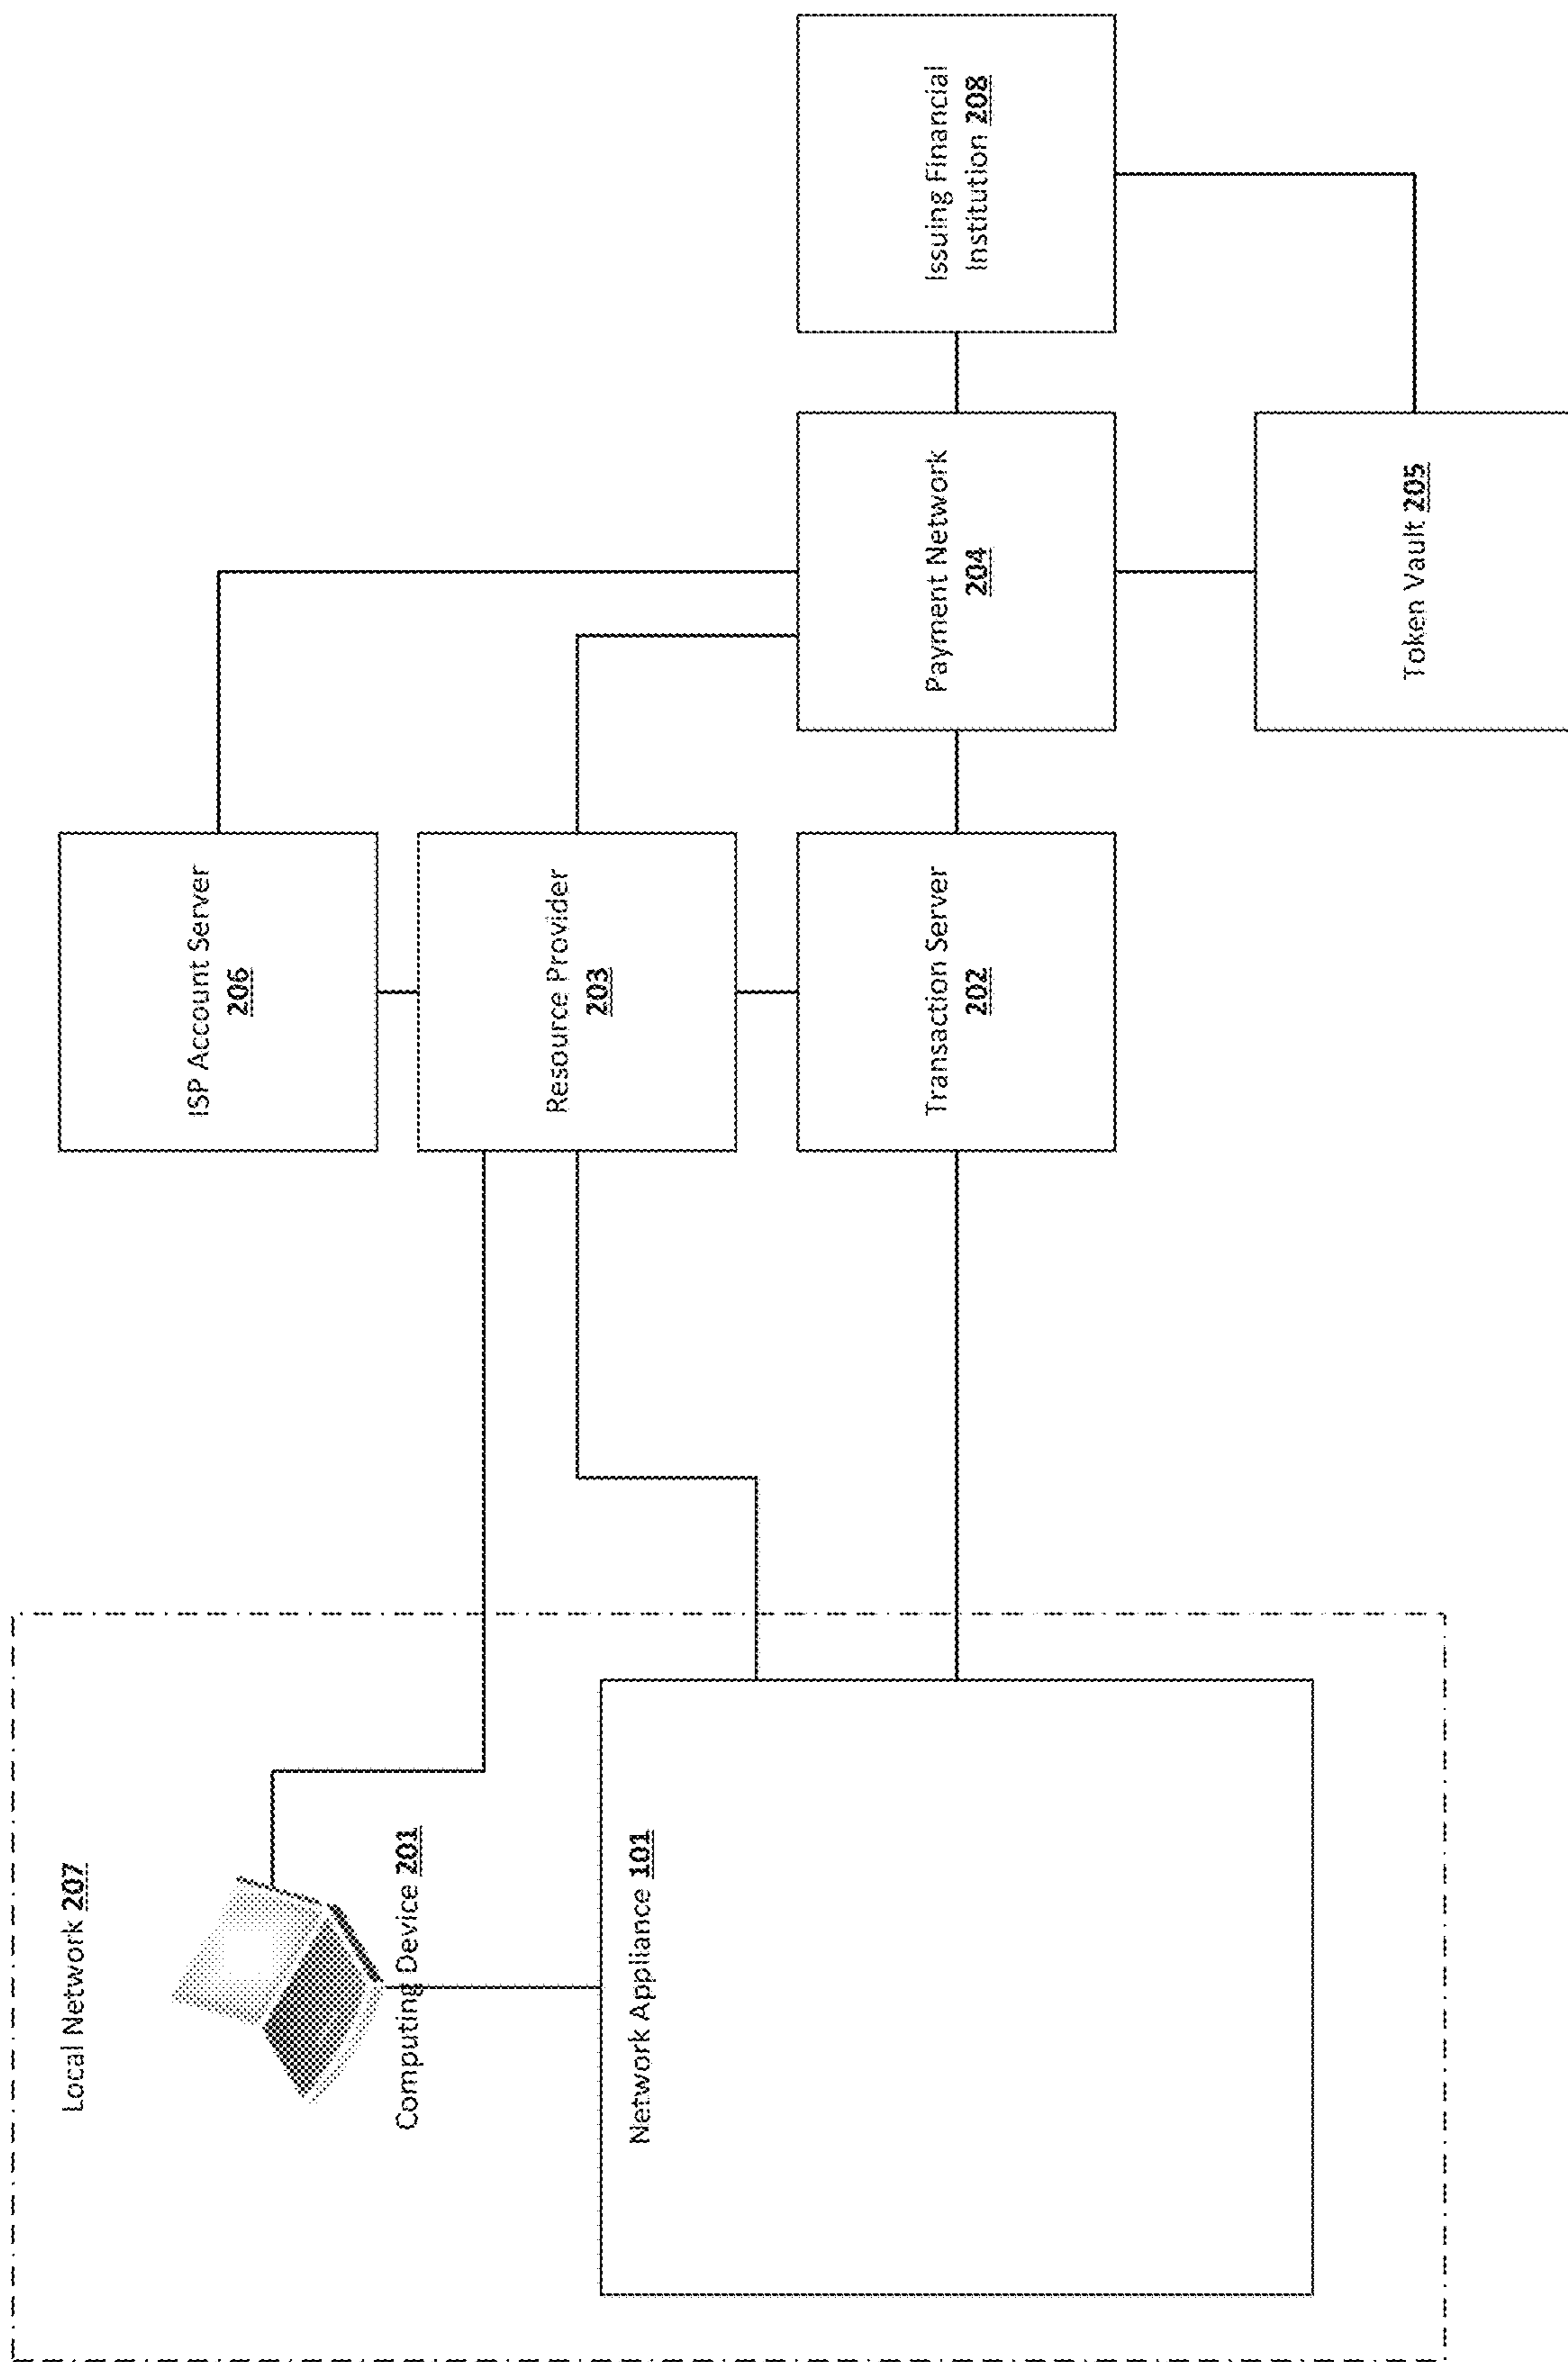 Local Network 207
Computing Device 201
Network Appliance 101
ISP Account Server
206
Resource Provider
203
Transaction Server
202
Payment Network
204
Token Vault 205
Issuing Financial
Institution 208